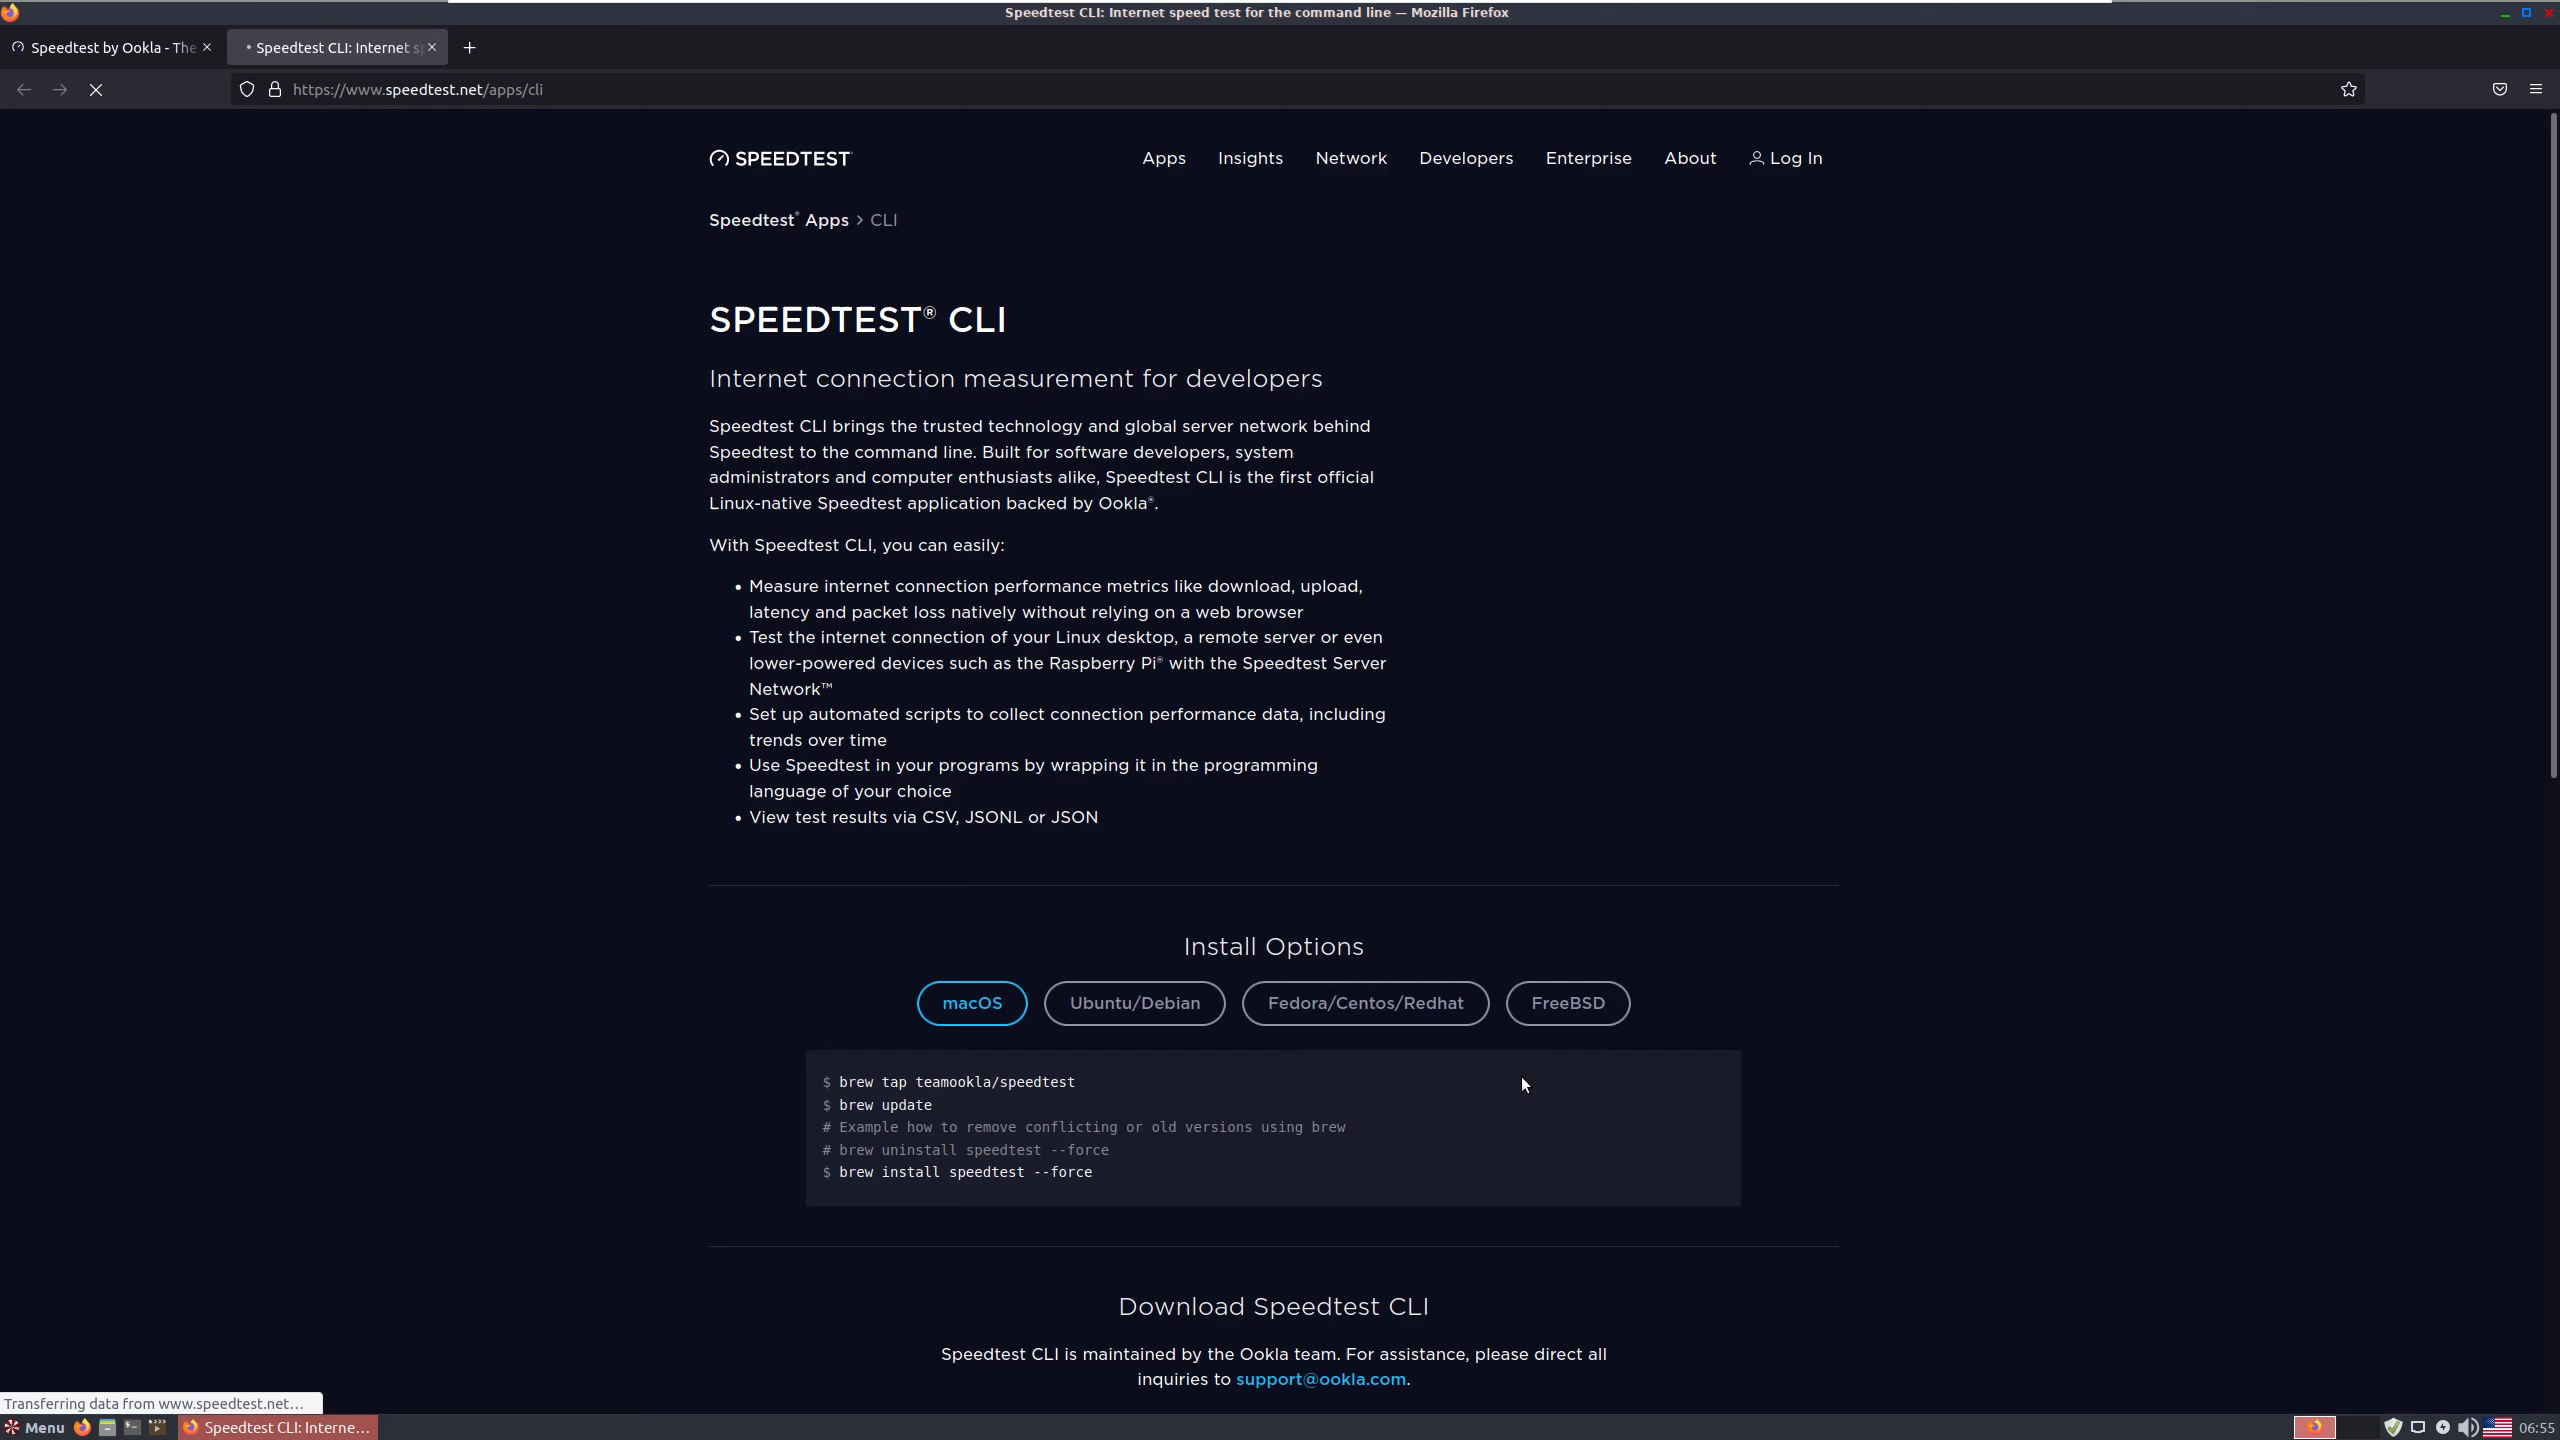 Speedtest CLI: Internet speed test for the command line — Mozilla Firefox
Speedtest by Ookla - The
Speedtest CLI: Internet s
https://www.speedtest.net/apps/cli
SPEEDTEST
Apps Insights Network Developers Enterprise About Log In
Speedtest® Apps > CLI
SPEEDTEST® CLI
Internet connection measurement for developers
Speedtest CLI brings the trusted technology and global server network behind
Speedtest to the command line. Built for software developers, system
administrators and computer enthusiasts alike, Speedtest CLI is the first official
Linux-native Speedtest application backed by Ookla®.
With Speedtest CLI, you can easily:
• Measure internet connection performance metrics like download, upload,
latency and packet loss natively without relying on a web browser
• Test the internet connection of your Linux desktop, a remote server or even
lower-powered devices such as the Raspberry Pi® with the Speedtest Server
Network™
• Set up automated scripts to collect connection performance data, including
trends over time
• Use Speedtest in your programs by wrapping it in the programming
language of your choice
• View test results via CSV, JSONL or JSON
Install Options
macOS Ubuntu/Debian Fedora/Centos/Redhat FreeBSD
$ brew tap teamookla/speedtest
$ brew update
# Example how to remove conflicting or old versions using brew
# brew uninstall speedtest --force
$ brew install speedtest --force
Download Speedtest CLI
Speedtest CLI is maintained by the Ookla team. For assistance, please direct all
inquiries to support@ookla.com.
Transferring data from www.speedtest.net…
Menu
Speedtest CLI: Interne...
06:55